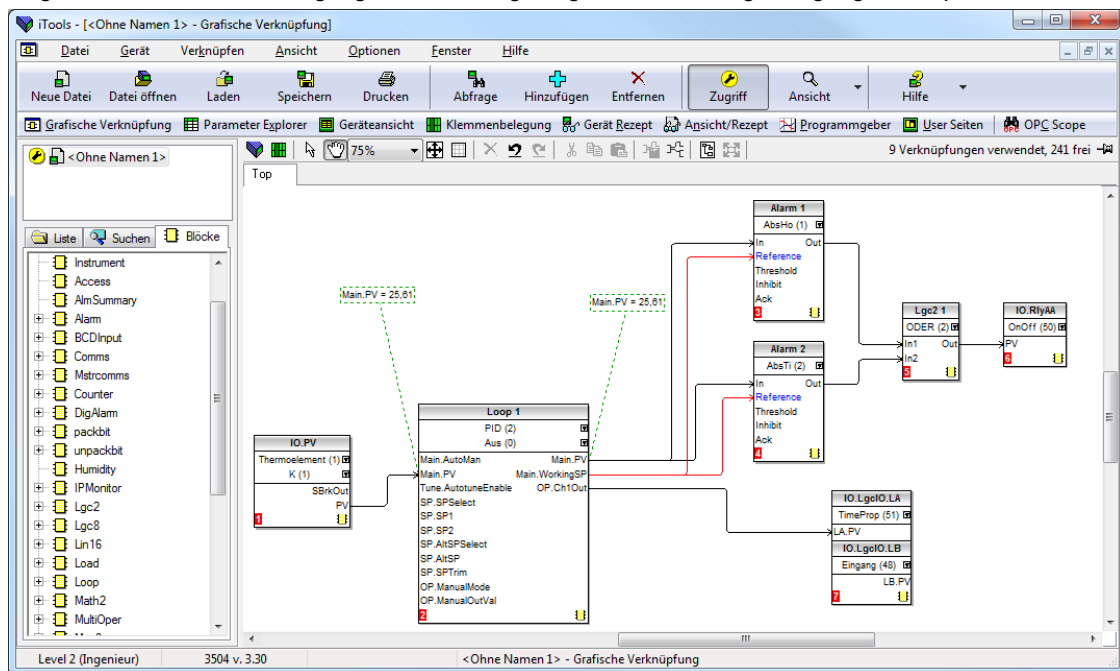 iTools - [<Ohne Namen 1> - Grafische Verknüpfung]
Datei Gerät Verknüpfen Ansicht Optionen Fenster Hilfe
Neue Datei Datei öffnen Laden Speichern Drucken Abfrage Hinzufügen Entfernen Zugriff Ansicht Hilfe
Grafische Verknüpfung Parameter Explorer Geräteansicht Klemmenbelegung Gerät Rezept Ansicht/Rezept Programmgeber User Seiten OPC Scope
<Ohne Namen 1>
75% 9 Verknüpfungen verwendet, 241 frei
Top
Liste Suchen Blöcke
Instrument
Access
AlmSummary
Alarm
BCDInput
Comms
Mstrcomms
Counter
DigAlarm
packbit
unpackbit
Humidity
IPMonitor
Lgc2
Lgc8
Lin16
Load
Loop
Math2
MultiOper
Main.PV = 25,61
Main.PV = 25,61
IO.PV
Thermoelement (1)
K (1)
SBrkOut
PV
1
Loop 1
PID (2)
Aus (0)
Main.AutoMan Main.PV
Main.PV Main.WorkingSP
Tune.AutotuneEnable OP.Ch1Out
SP.SPSelect
SP.SP1
SP.SP2
SP.AltSPSelect
SP.AltSP
SP.SPTrim
OP.ManualMode
OP.ManualOutVal
2
Alarm 1
AbsHo (1)
In Out
Reference
Threshold
Inhibit
Ack
3
Alarm 2
AbsTi (2)
In Out
Reference
Threshold
Inhibit
Ack
4
Lgc2 1
ODER (2)
In1 Out
In2
5
IO.RlyAA
OnOff (50)
PV
6
IO.LgcIO.LA
TimeProp (51)
LA.PV
IO.LgcIO.LB
Eingang (48)
LB.PV
7
Level 2 (Ingenieur) 3504 v. 3.30 <Ohne Namen 1> - Grafische Verknüpfung